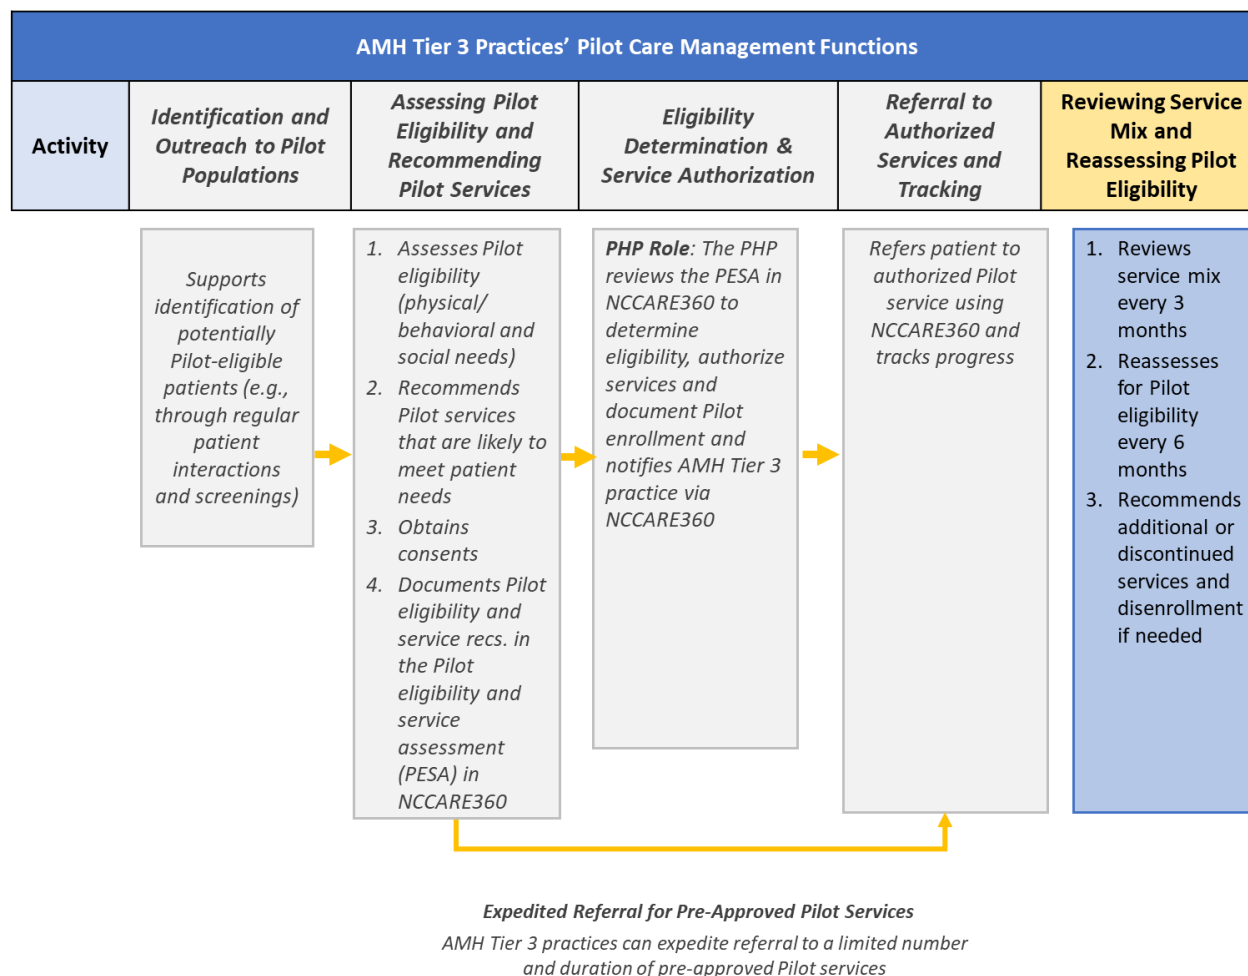 AMH Tier 3 Practices’ Pilot Care Management Functions
Activity
Identification and
Outreach to Pilot
Populations
Assessing Pilot
Eligibility and
Recommending
Pilot Services
Eligibility
Determination &
Service Authorization
Referral to
Authorized
Services and
Tracking
Reviewing Service
Mix and
Reassessing Pilot
Eligibility
Supports
identification of
potentially
Pilot-eligible
patients (e.g.,
through regular
patient
interactions
and screenings)
1. Assesses Pilot
eligibility
(physical/
behavioral and
social needs)
2. Recommends
Pilot services
that are likely to
meet patient
needs
3. Obtains
consents
4. Documents Pilot
eligibility and
service recs. in
the Pilot
eligibility and
service
assessment
(PESA) in
NCCARE360
PHP Role: The PHP
reviews the PESA in
NCCARE360 to
determine
eligibility, authorize
services and
document Pilot
enrollment and
notifies AMH Tier 3
practice via
NCCARE360
Refers patient to
authorized Pilot
service using
NCCARE360 and
tracks progress
1. Reviews
service mix
every 3
months
2. Reassesses
for Pilot
eligibility
every 6
months
3. Recommends
additional or
discontinued
services and
disenrollment
if needed
Expedited Referral for Pre-Approved Pilot Services
AMH Tier 3 practices can expedite referral to a limited number
and duration of pre-approved Pilot services